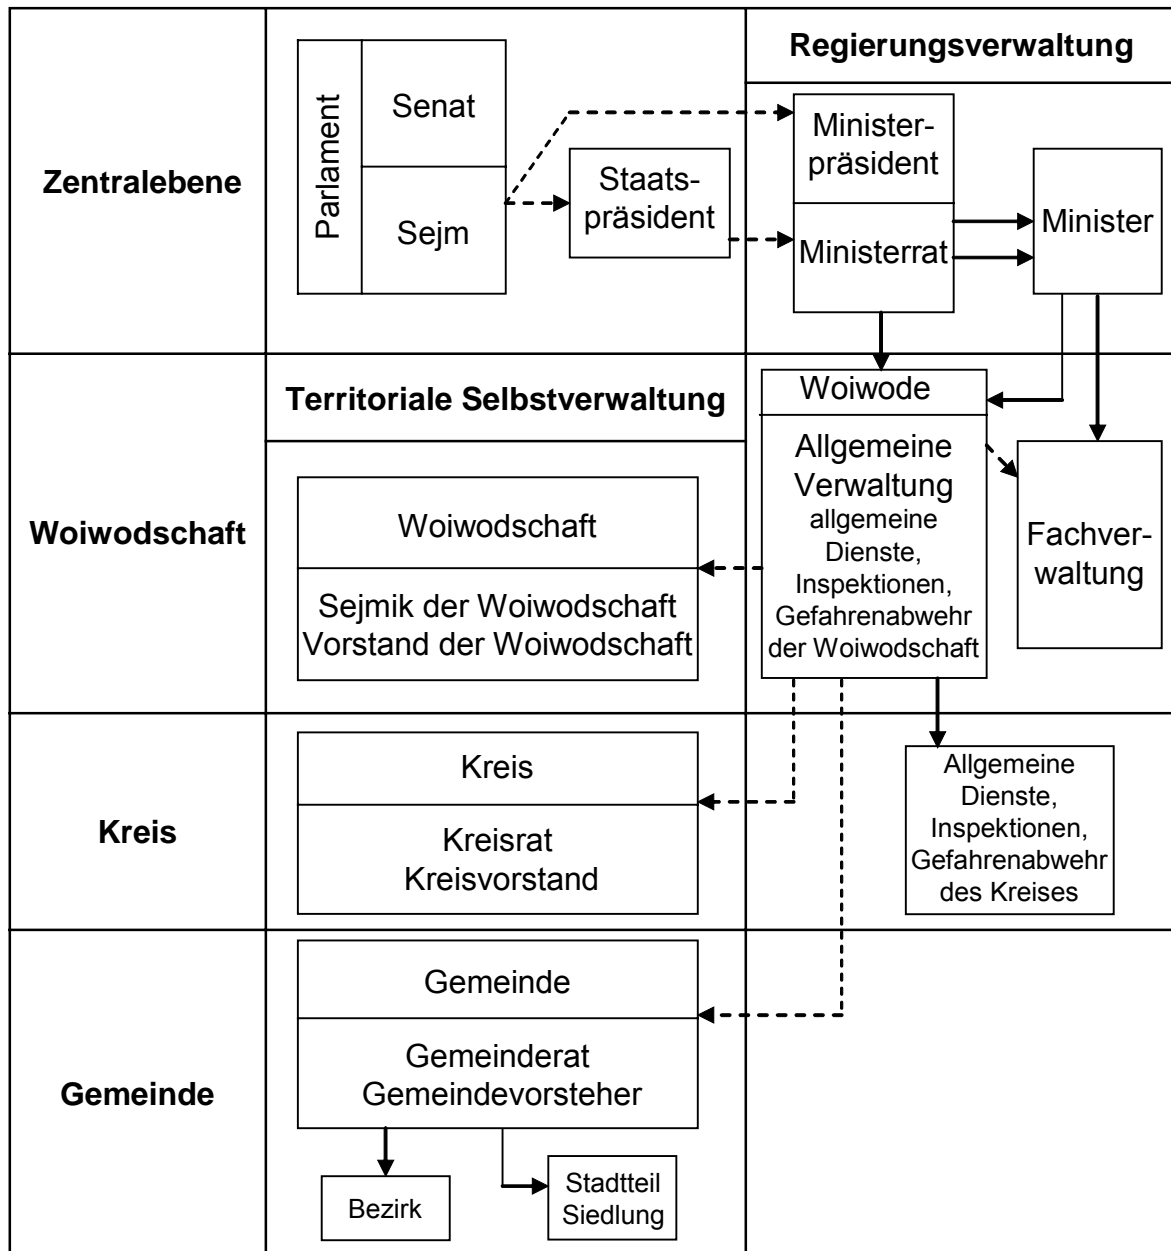 Regierungsverwaltung
Zentralebene
Parlament
Senat
Sejm
Staats-
präsident
Minister-
präsident
Ministerrat
Minister
Woiwodschaft
Territoriale Selbstverwaltung
Woiwodschaft
Sejmik der Woiwodschaft
Vorstand der Woiwodschaft
Woiwode
Allgemeine
Verwaltung
allgemeine
Dienste,
Inspektionen,
Gefahrenabwehr
der Woiwodschaft
Fachver-
waltung
Kreis
Kreis
Kreisrat
Kreisvorstand
Allgemeine
Dienste,
Inspektionen,
Gefahrenabwehr
des Kreises
Gemeinde
Gemeinde
Gemeinderat
Gemeindevorsteher
Bezirk
Stadtteil
Siedlung